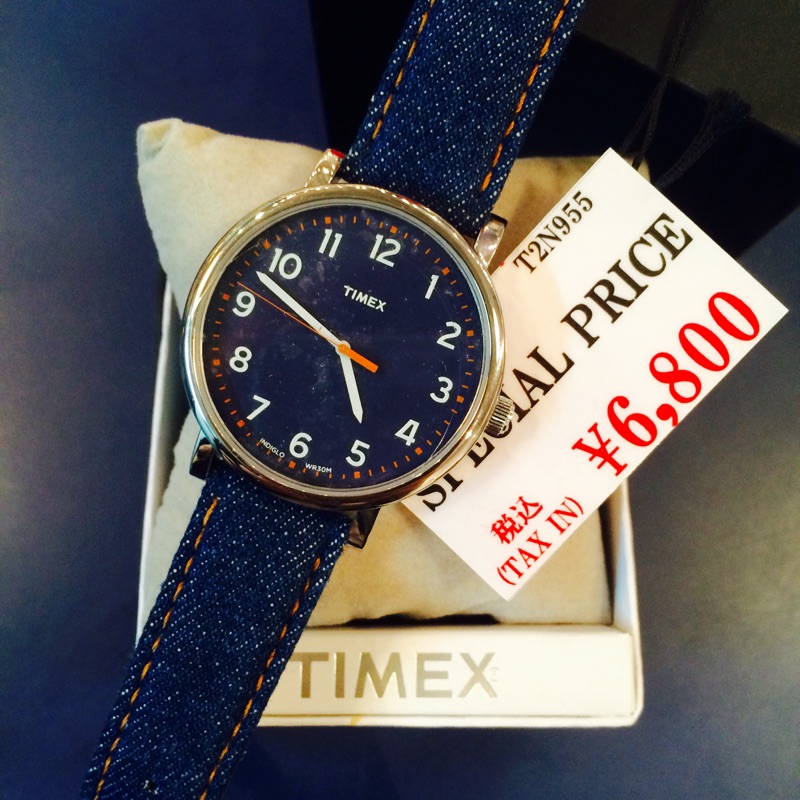 TIMEX
12
1
2
3
4
5
6
7
8
9
10
11
INDIGLO WR30M
T2N955
SPECIAL PRICE
¥6,800
税込
(TAX IN)
TIMEX